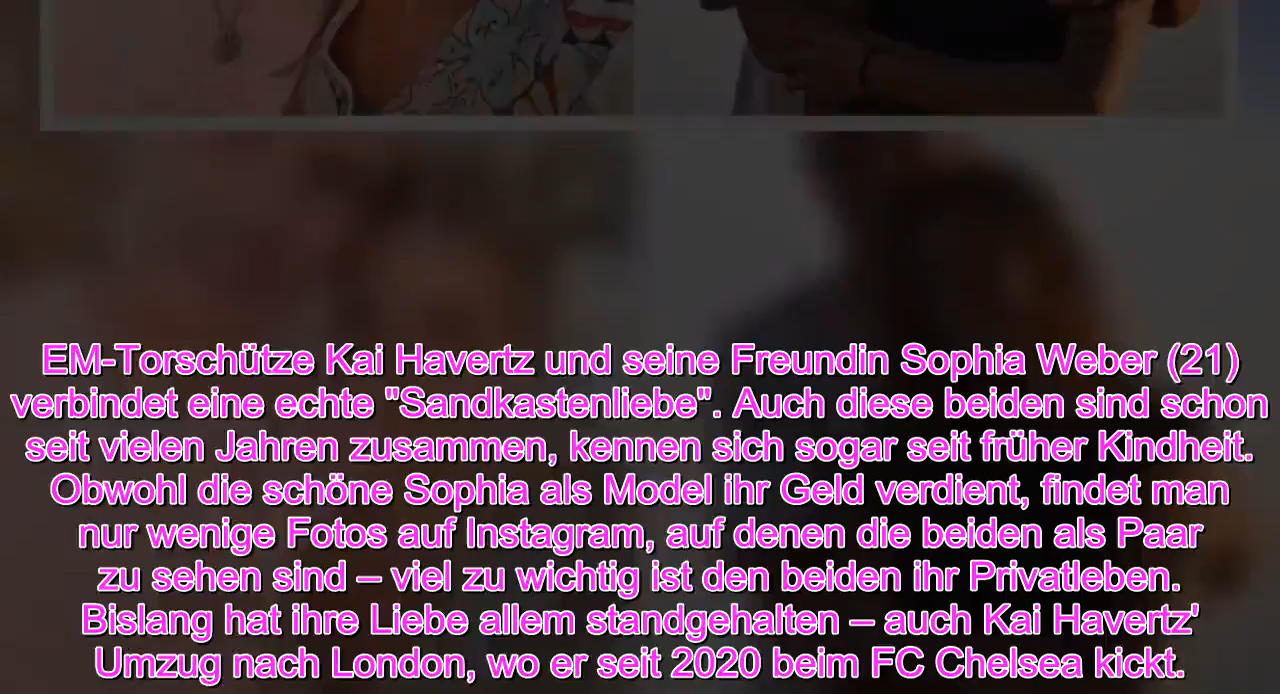 EM-Torschütze Kai Havertz und seine Freundin Sophia Weber (21)
verbindet eine echte "Sandkastenliebe". Auch diese beiden sind schon
seit vielen Jahren zusammen, kennen sich sogar seit früher Kindheit.
Obwohl die schöne Sophia als Model ihr Geld verdient, findet man
nur wenige Fotos auf Instagram, auf denen die beiden als Paar
zu sehen sind – viel zu wichtig ist den beiden ihr Privatleben.
Bislang hat ihre Liebe allem standgehalten – auch Kai Havertz'
Umzug nach London, wo er seit 2020 beim FC Chelsea kickt.